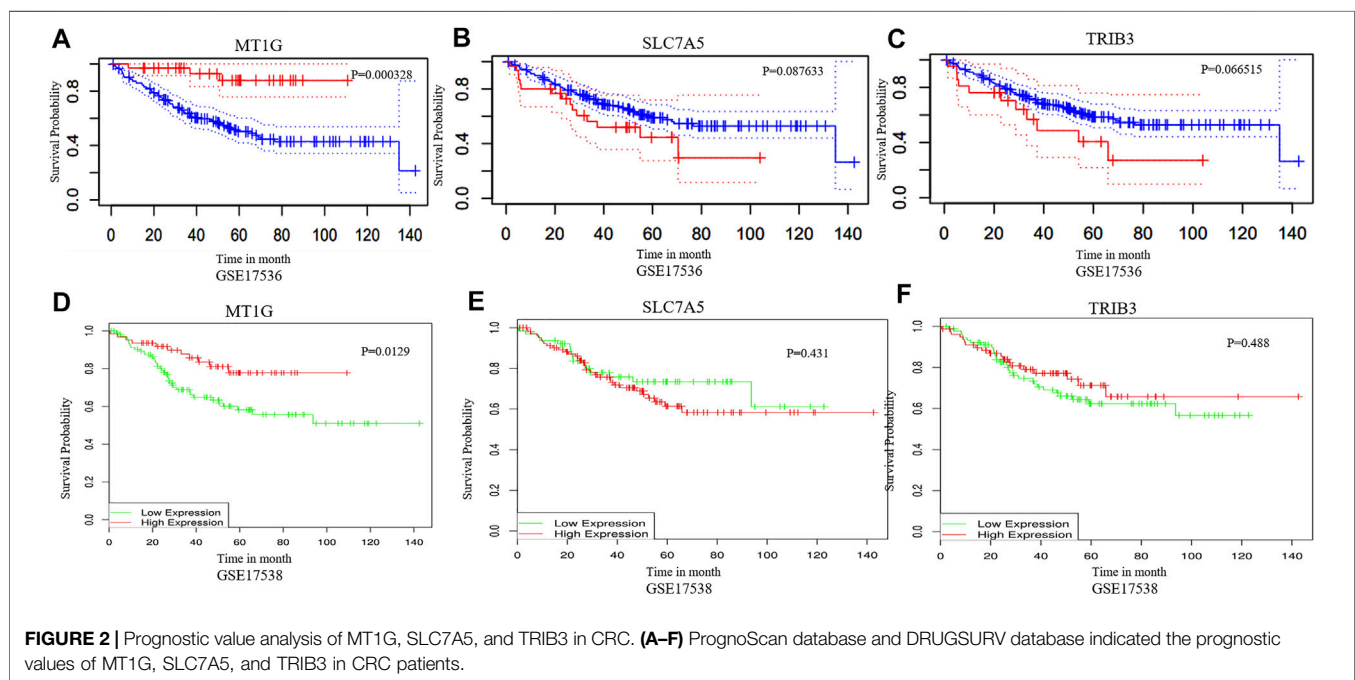 A
MT1G
P=0.000328
Survival Probability
0.0 0.4 0.8
0 20 40 60 80 100 120 140
Time in month
GSE17536
B
SLC7A5
P=0.087633
Survival Probability
0.0 0.4 0.8
0 20 40 60 80 100 120 140
Time in month
GSE17536
C
TRIB3
P=0.066515
Survival Probability
0.0 0.4 0.8
0 20 40 60 80 100 120 140
Time in month
GSE17536
D
MT1G
P=0.0129
Survival Probability
0.0 0.2 0.4 0.6 0.8 1.0
Low Expression
High Expression
0 20 40 60 80 100 120 140
Time in month
GSE17538
E
SLC7A5
P=0.431
Survival Probability
0.0 0.2 0.4 0.6 0.8 1.0
Low Expression
High Expression
0 20 40 60 80 100 120 140
Time in month
GSE17538
F
TRIB3
P=0.488
Survival Probability
0.0 0.2 0.4 0.6 0.8 1.0
Low Expression
High Expression
0 20 40 60 80 100 120 140
Time in month
GSE17538
FIGURE 2 | Prognostic value analysis of MT1G, SLC7A5, and TRIB3 in CRC. (A–F) PrognoScan database and DRUGSURV database indicated the prognostic
values of MT1G, SLC7A5, and TRIB3 in CRC patients.